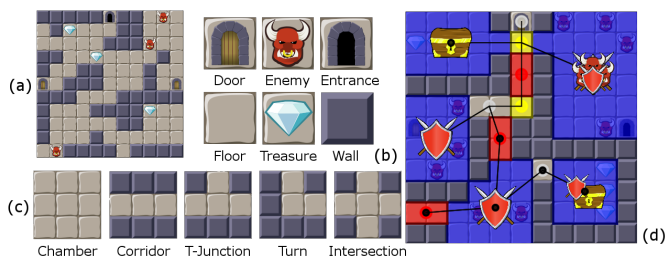 (a)
Door Enemy Entrance
Floor Treasure Wall
(b)
(c)
Chamber Corridor T-Junction Turn Intersection
(d)